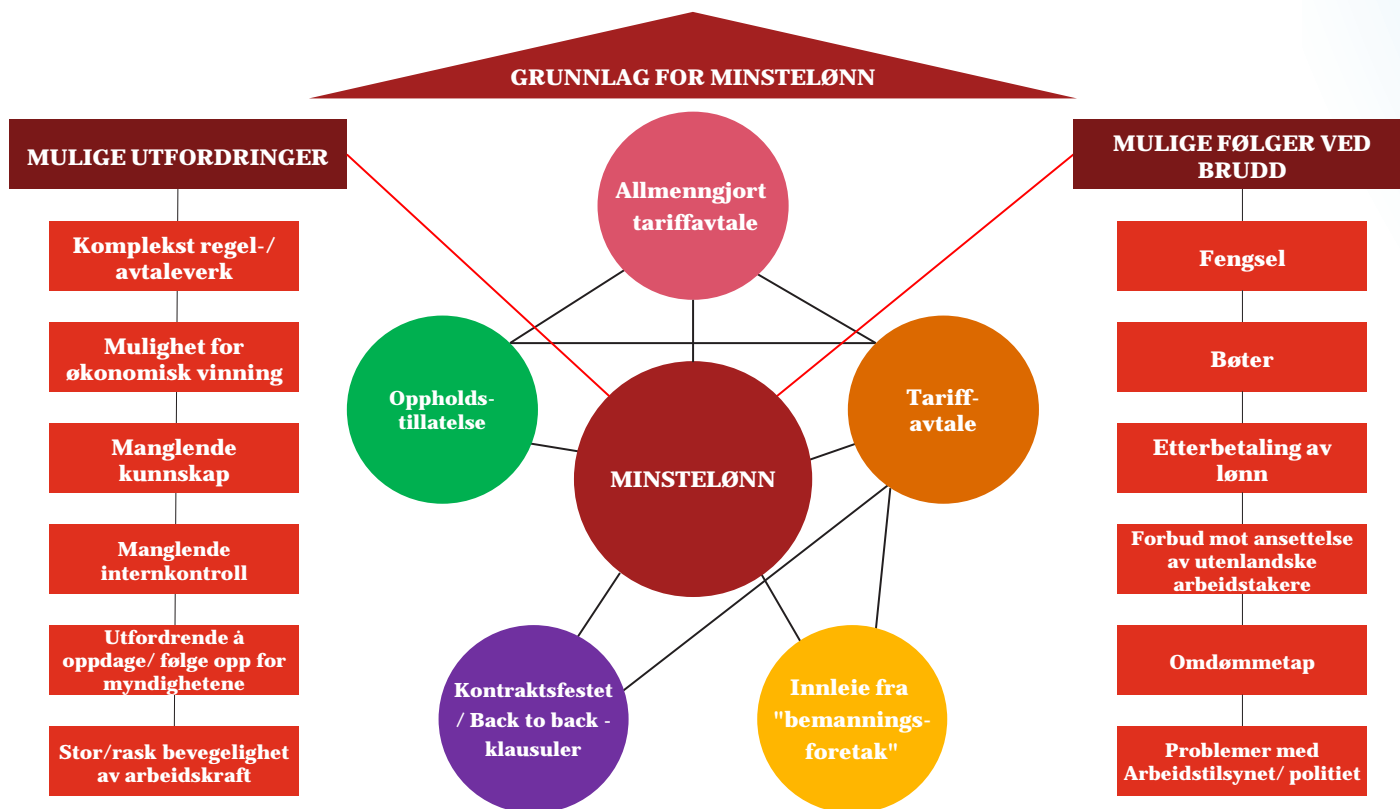 GRUNNLAG FOR MINSTELØNN
MULIGE UTFORDRINGER
Komplekst regel-/
avtaleverk
Mulighet for
økonomisk vinning
Manglende
kunnskap
Manglende
internkontroll
Utfordrende å
oppdage/ følge opp for
myndighetene
Stor/rask bevegelighet
av arbeidskraft
Allmenngjort
tariffavtale
Oppholds-
tillatelse
Tariff-
avtale
MINSTELØNN
Kontraktsfestet
/ Back to back -
klausuler
Innleie fra
"bemannings-
foretak"
MULIGE FØLGER VED
BRUDD
Fengsel
Bøter
Etterbetaling av
lønn
Forbud mot ansettelse
av utenlandske
arbeidstakere
Omdømmetap
Problemer med
Arbeidstilsynet/ politiet